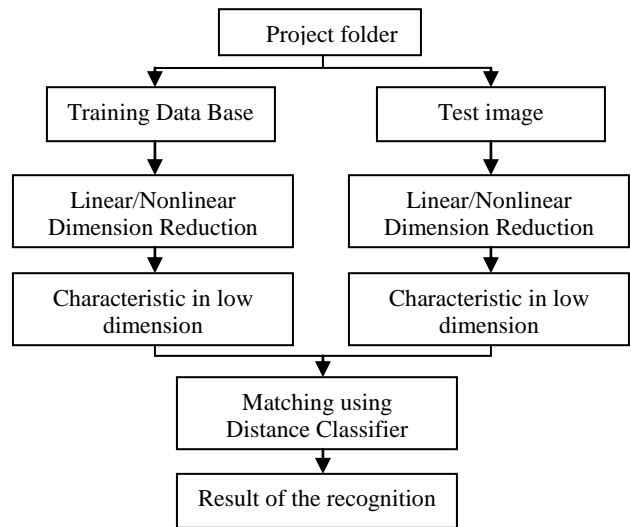 Project folder
Training Data Base
Test image
Linear/Nonlinear
Dimension Reduction
Linear/Nonlinear
Dimension Reduction
Characteristic in low
dimension
Characteristic in low
dimension
Matching using
Distance Classifier
Result of the recognition